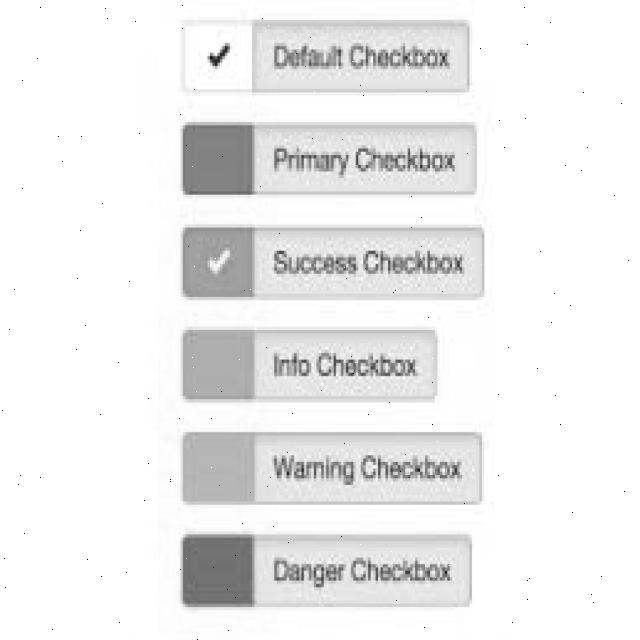 Default Checkbox
Primary Checkbox
Success Checkbox
Info Checkbox
Warning Checkbox
Danger Checkbox